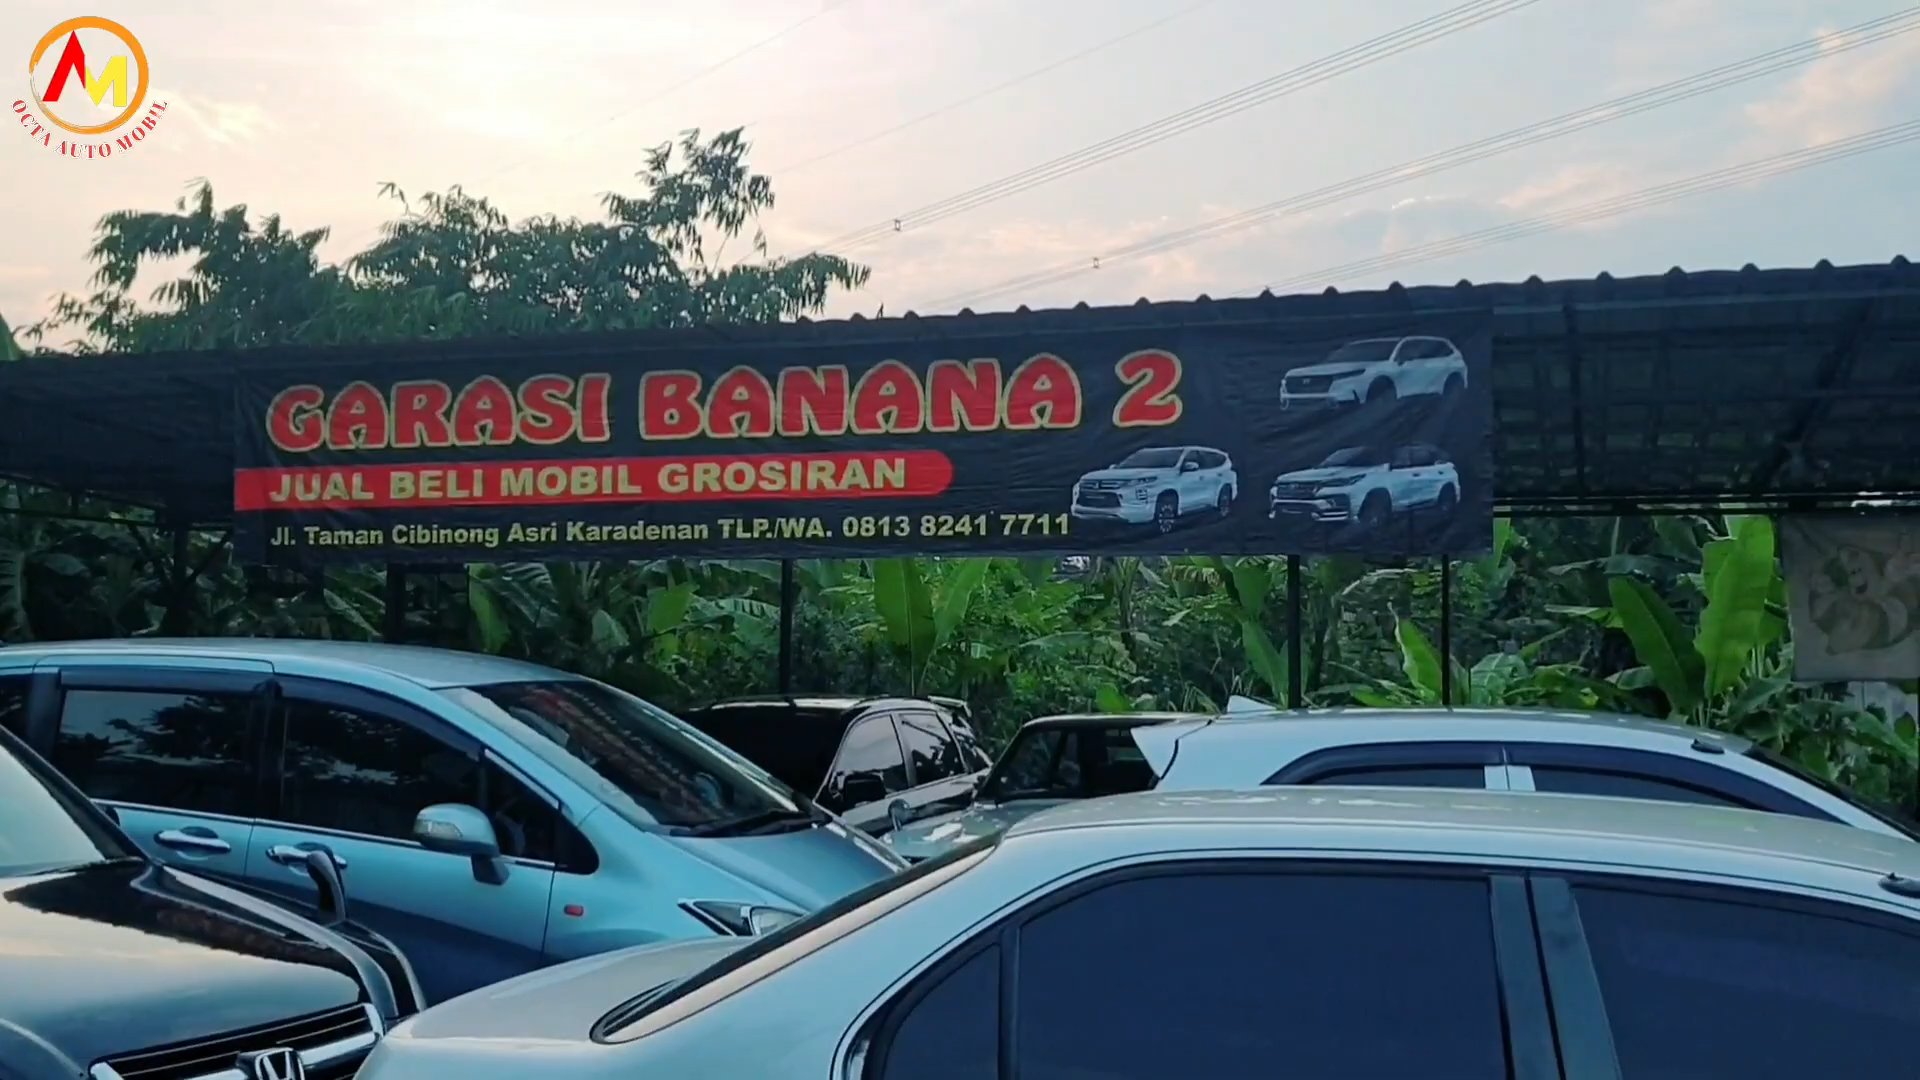 AM
OCTA AUTO MOBIL
GARASI BANANA 2
JUAL BELI MOBIL GROSIRAN
Jl. Taman Cibinong Asri Karadenan TLP./WA. 0813 8241 7711